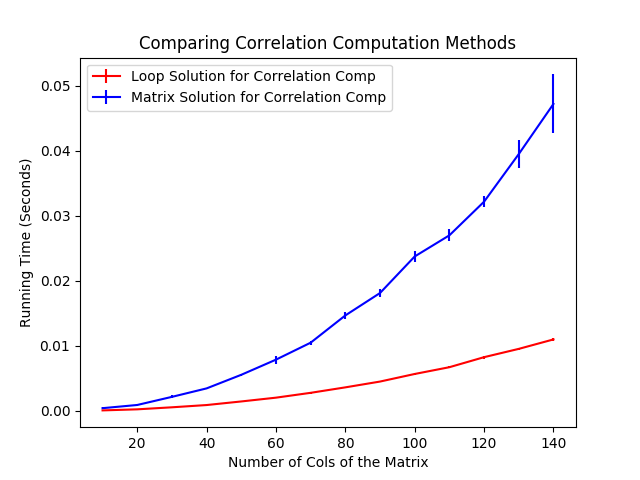 Comparing Correlation Computation Methods
Loop Solution for Correlation Comp
Matrix Solution for Correlation Comp
Running Time (Seconds)
0.05
0.04
0.03
0.02
0.01
0.00
20 40 60 80 100 120 140
Number of Cols of the Matrix